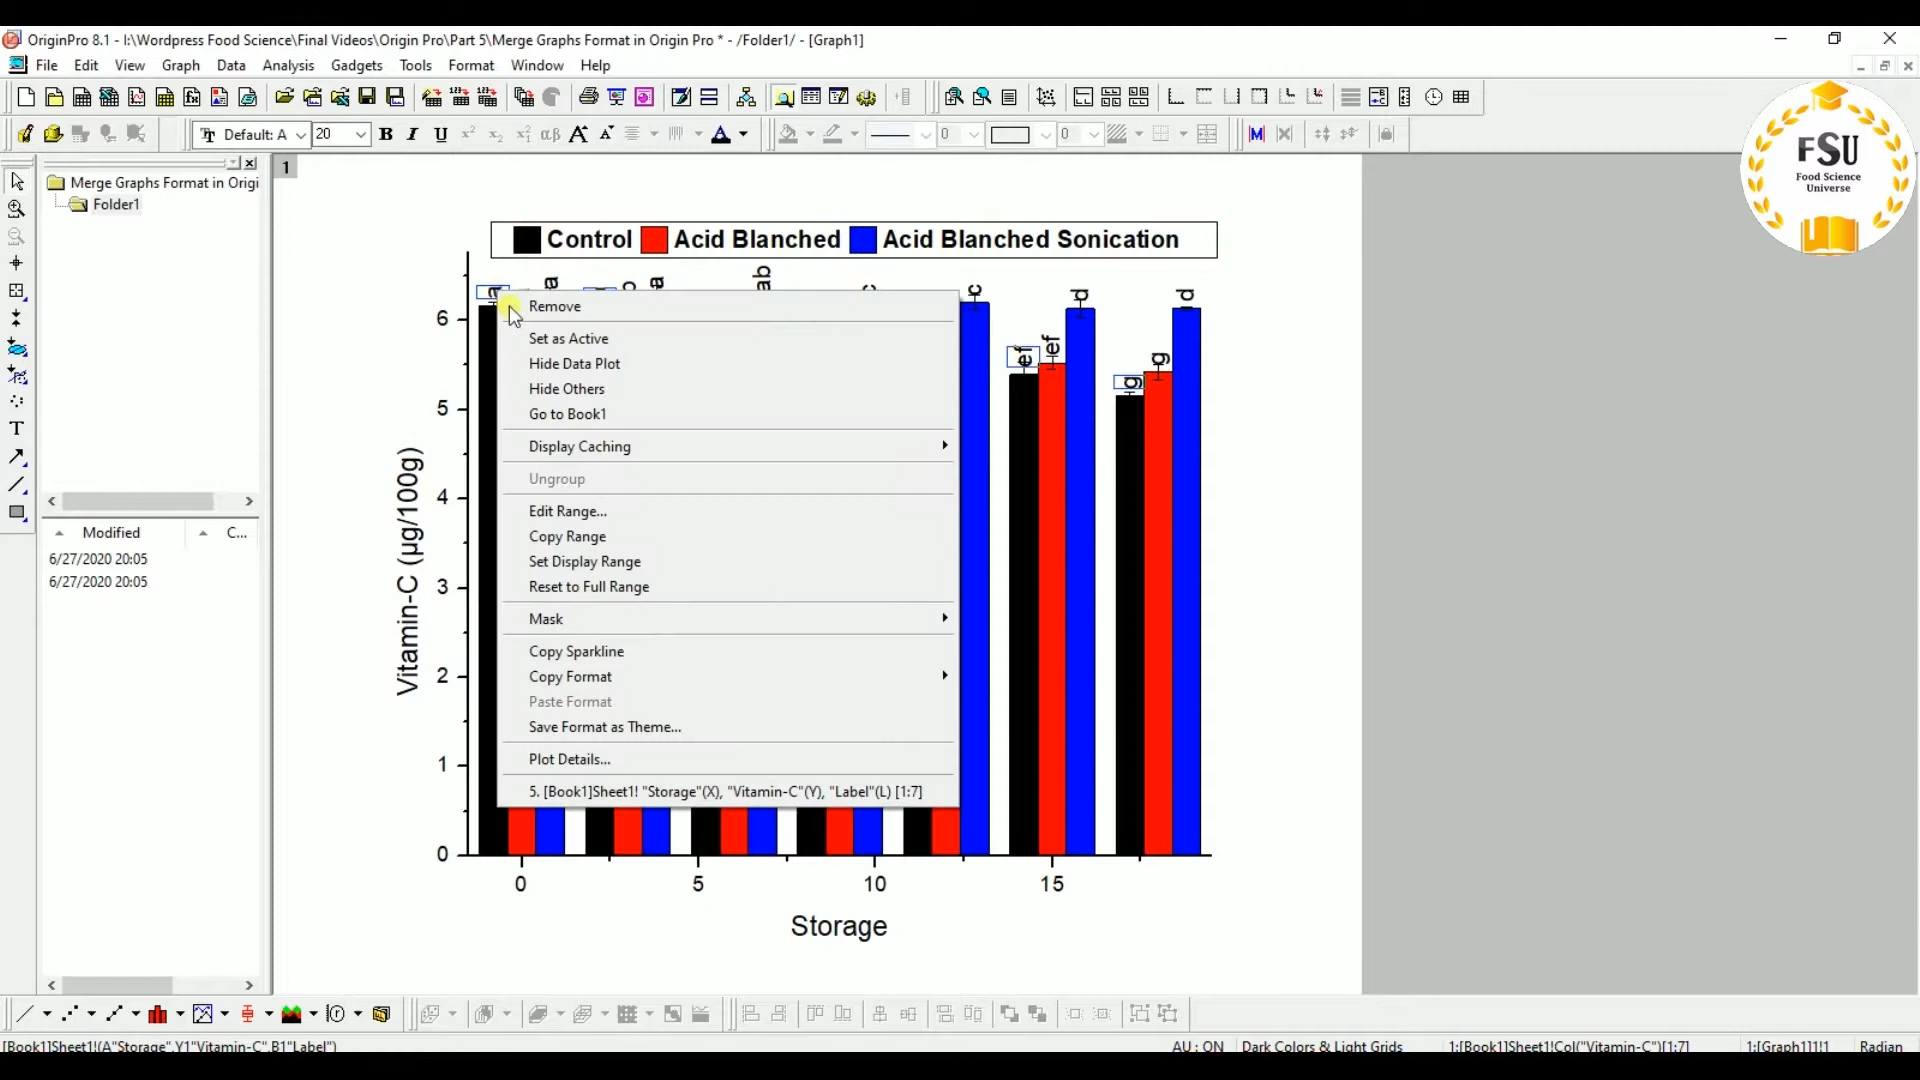 OriginPro 8.1 - I:\Wordpress Food Science\Final Videos\Origin Pro\Part 5\Merge Graphs Format in Origin Pro * - /Folder1/ - [Graph1]
File Edit View Graph Data Analysis Gadgets Tools Format Window Help
Default: A 20 B I U 0 0
FSU
Food Science
Universe
Merge Graphs Format in Origi
Folder1
1
Modified C...
6/27/2020 20:05
6/27/2020 20:05
Control Acid Blanched Acid Blanched Sonication
a a a ab c c d d
ef ef g g
Vitamin-C (µg/100g)
6
5
4
3
2
1
0
0 5 10 15
Storage
Remove
Set as Active
Hide Data Plot
Hide Others
Go to Book1
Display Caching
Ungroup
Edit Range...
Copy Range
Set Display Range
Reset to Full Range
Mask
Copy Sparkline
Copy Format
Paste Format
Save Format as Theme...
Plot Details...
5. [Book1]Sheet1! "Storage"(X), "Vitamin-C"(Y), "Label"(L) [1:7]
[Book1]Sheet1!(A"Storage",Y1"Vitamin-C",B1"Label") AU : ON Dark Colors & Light Grids 1:[Book1]Sheet1!Col("Vitamin-C")[1:7] 1:[Graph1]1!1 Radian